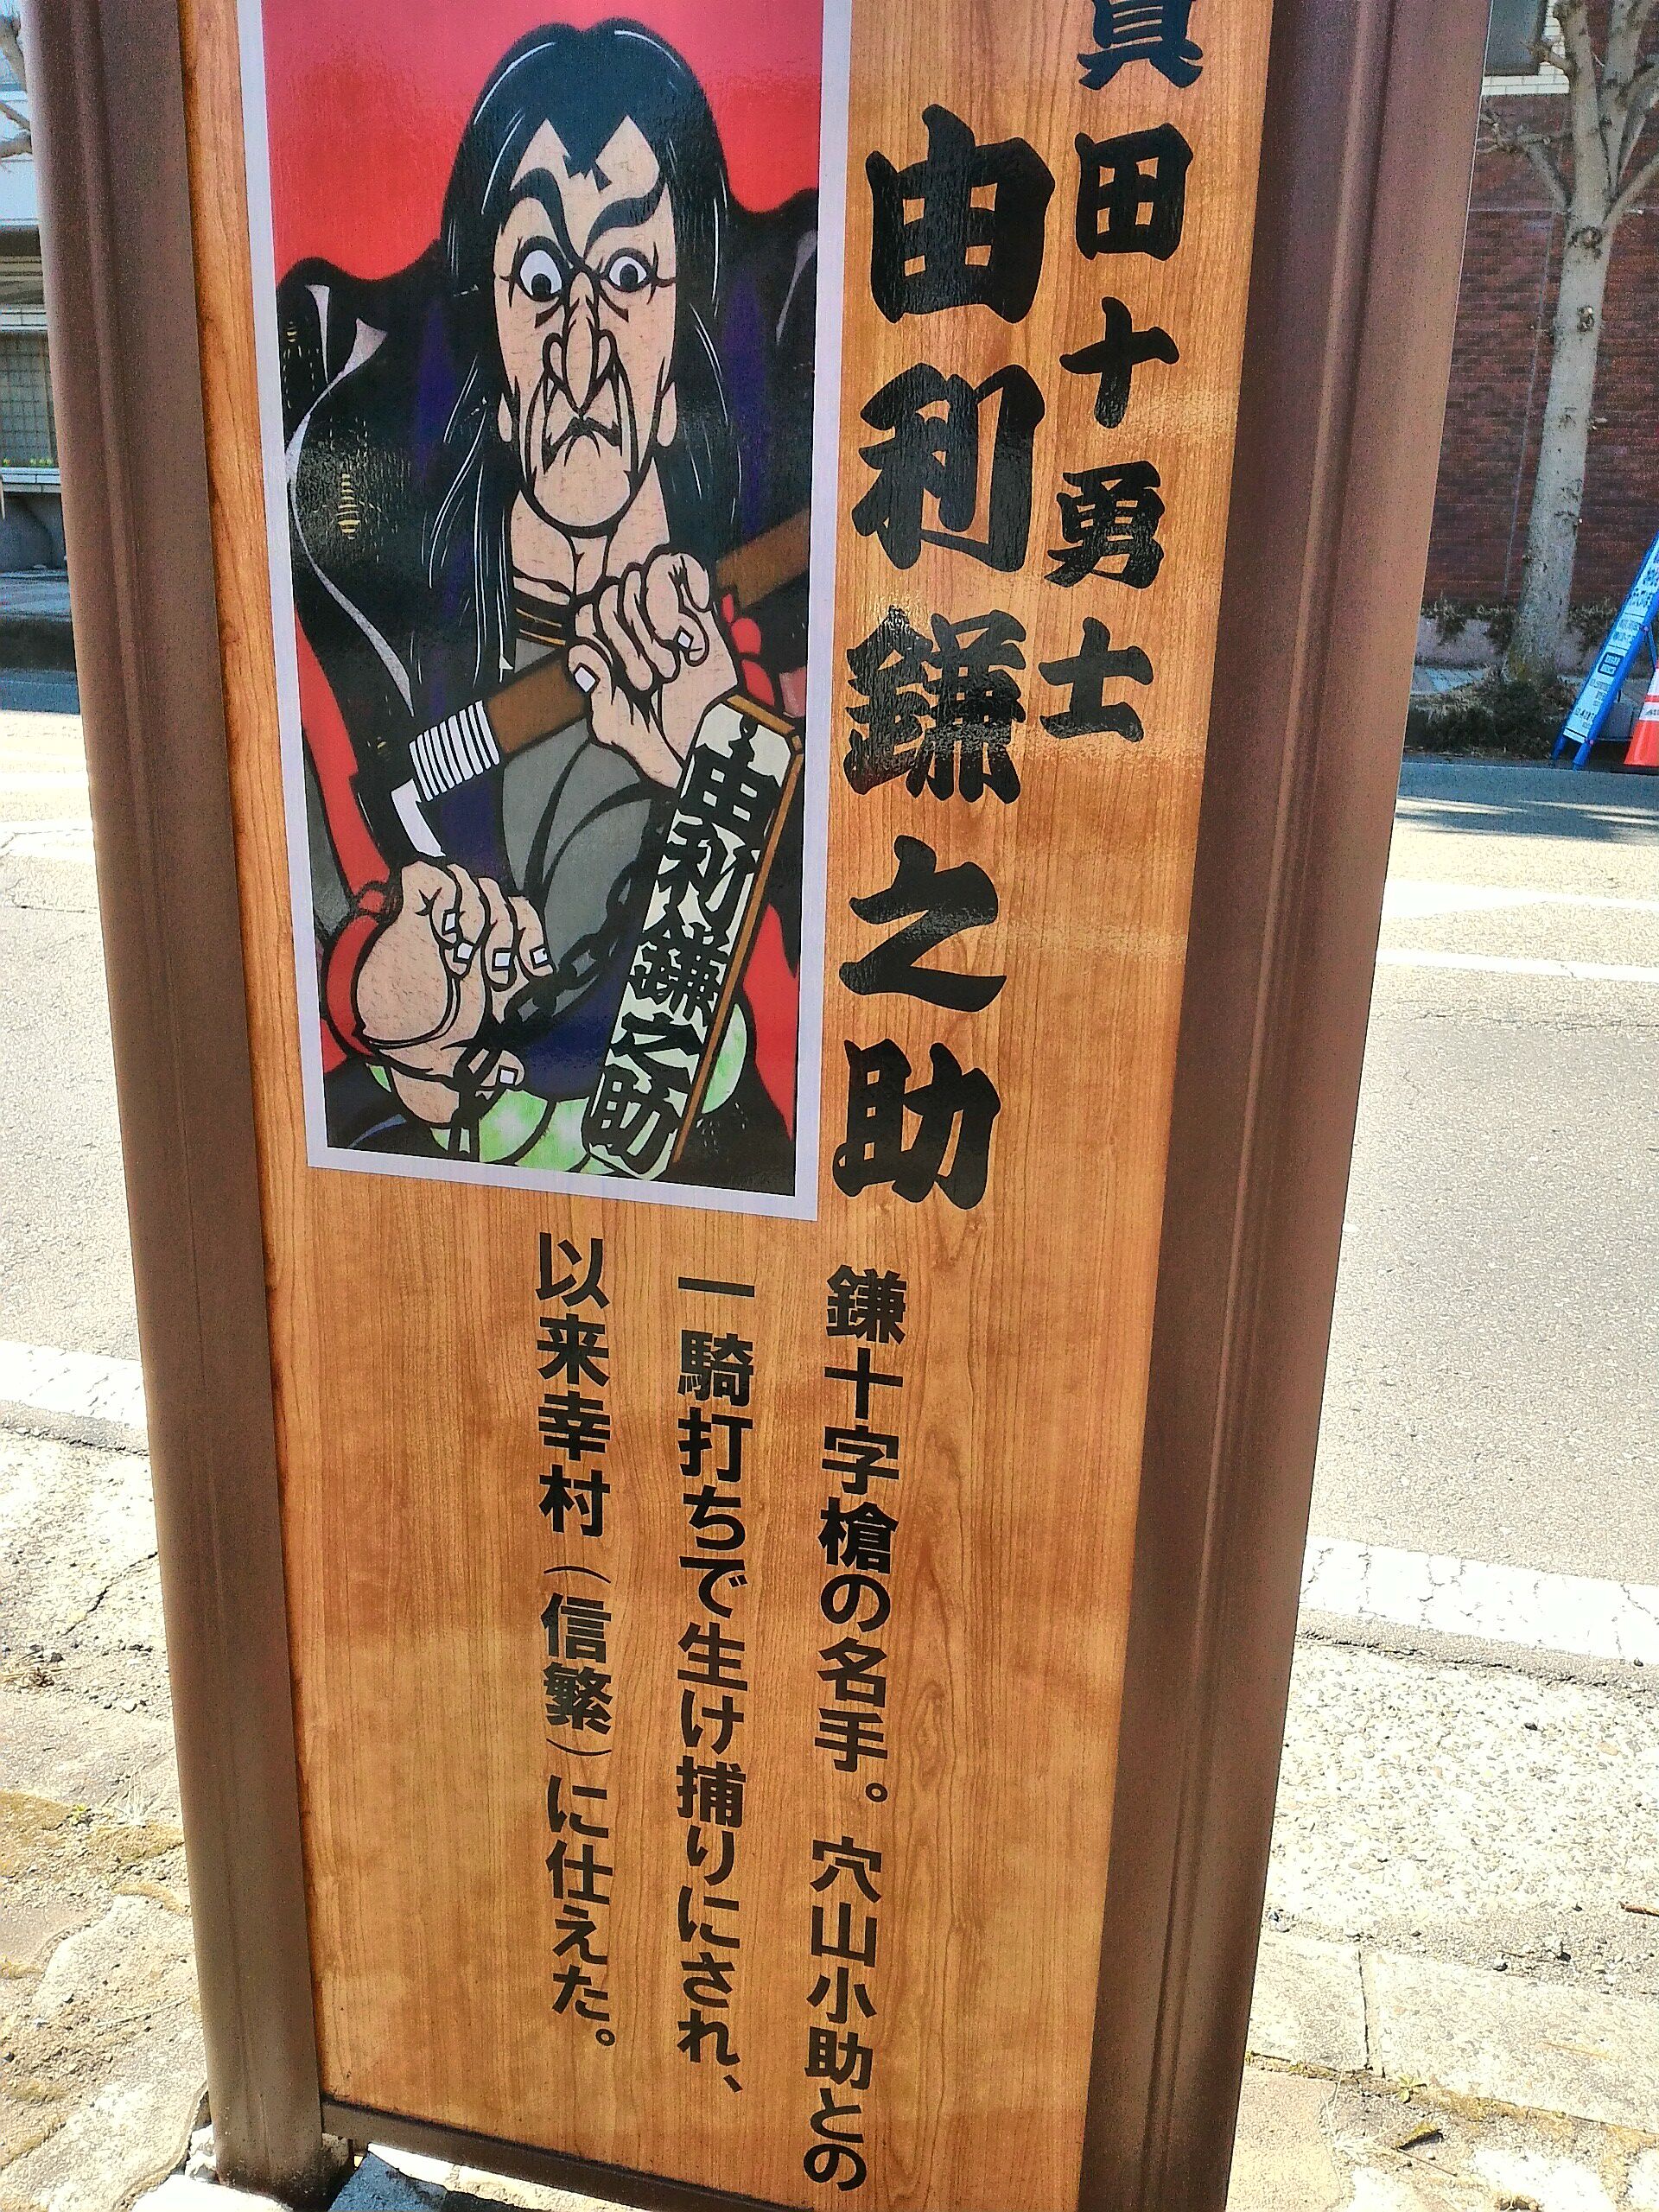 真田十勇士
由利鎌之助
由利鎌之助
鎌十字槍の名手。穴山小助との
一騎打ちで生け捕りにされ、
以来幸村（信繁）に仕えた。